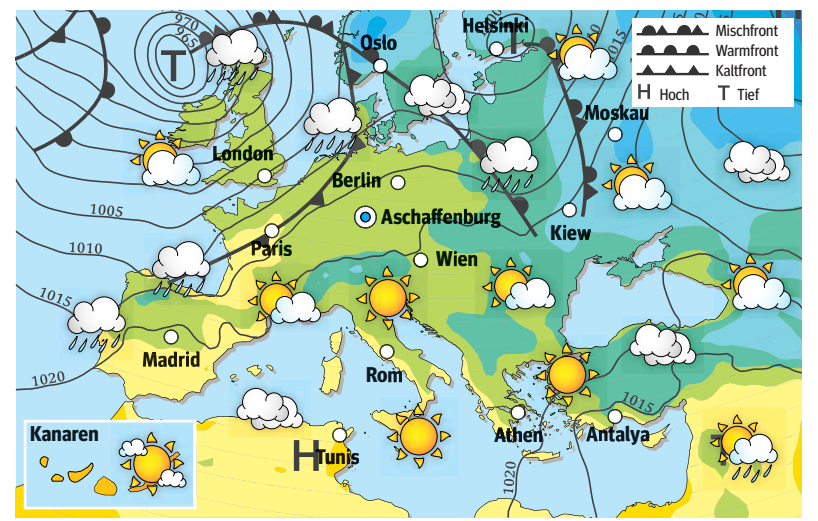 970
965
T
Oslo
Helsinki
T
1015
Mischfront
Warmfront
Kaltfront
H Hoch
T Tief
Moskau
London
Berlin
Aschaffenburg
Kiew
1005
Paris
Wien
1010
1015
Madrid
1020
Rom
1015
Kanaren
H
Tunis
Athen
Antalya
T
1020